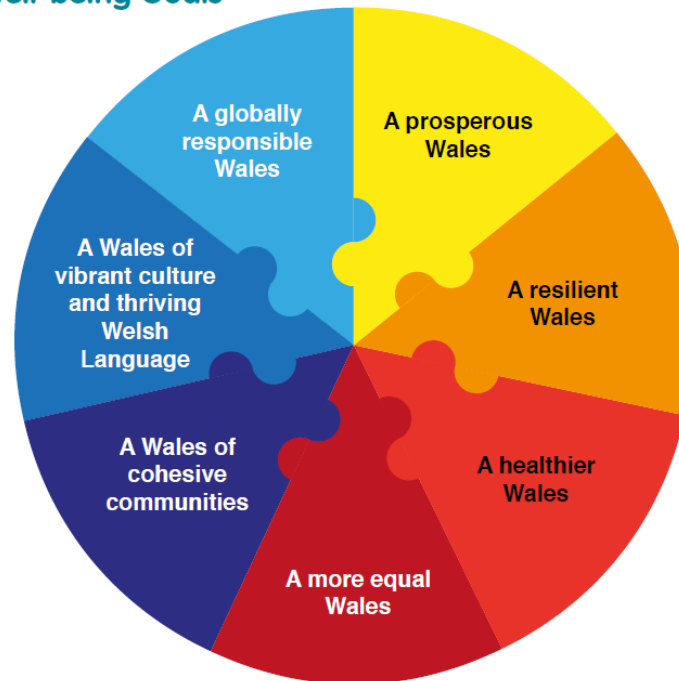 A globally
responsible
Wales
A prosperous
Wales
A resilient
Wales
A healthier
Wales
A more equal
Wales
A Wales of
cohesive
communities
A Wales of
vibrant culture
and thriving
Welsh
Language